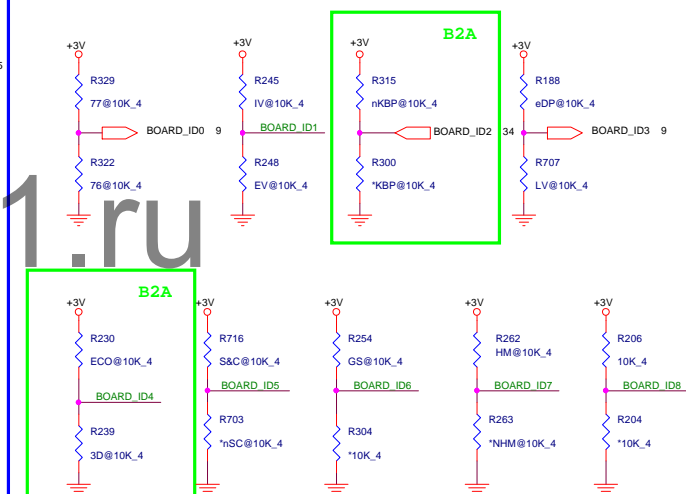 B2A
+3V +3V +3V +3V
5
R329 R245 R315 R188
77@10K_4 IV@10K_4 nKBP@10K_4 eDP@10K_4
BOARD_ID0 9 BOARD_ID1 BOARD_ID2 34 BOARD_ID3 9
R322 R248 R300 R707
76@10K_4 EV@10K_4 *KBP@10K_4 LV@10K_4
1.ru
B2A
+3V +3V +3V +3V +3V
R230 R716 R254 R262 R206
ECO@10K_4 S&C@10K_4 GS@10K_4 HM@10K_4 10K_4
BOARD_ID4 BOARD_ID5 BOARD_ID6 BOARD_ID7 BOARD_ID8
R239 R703 R304 R263 R204
3D@10K_4 *nSC@10K_4 *10K_4 *NHM@10K_4 *10K_4